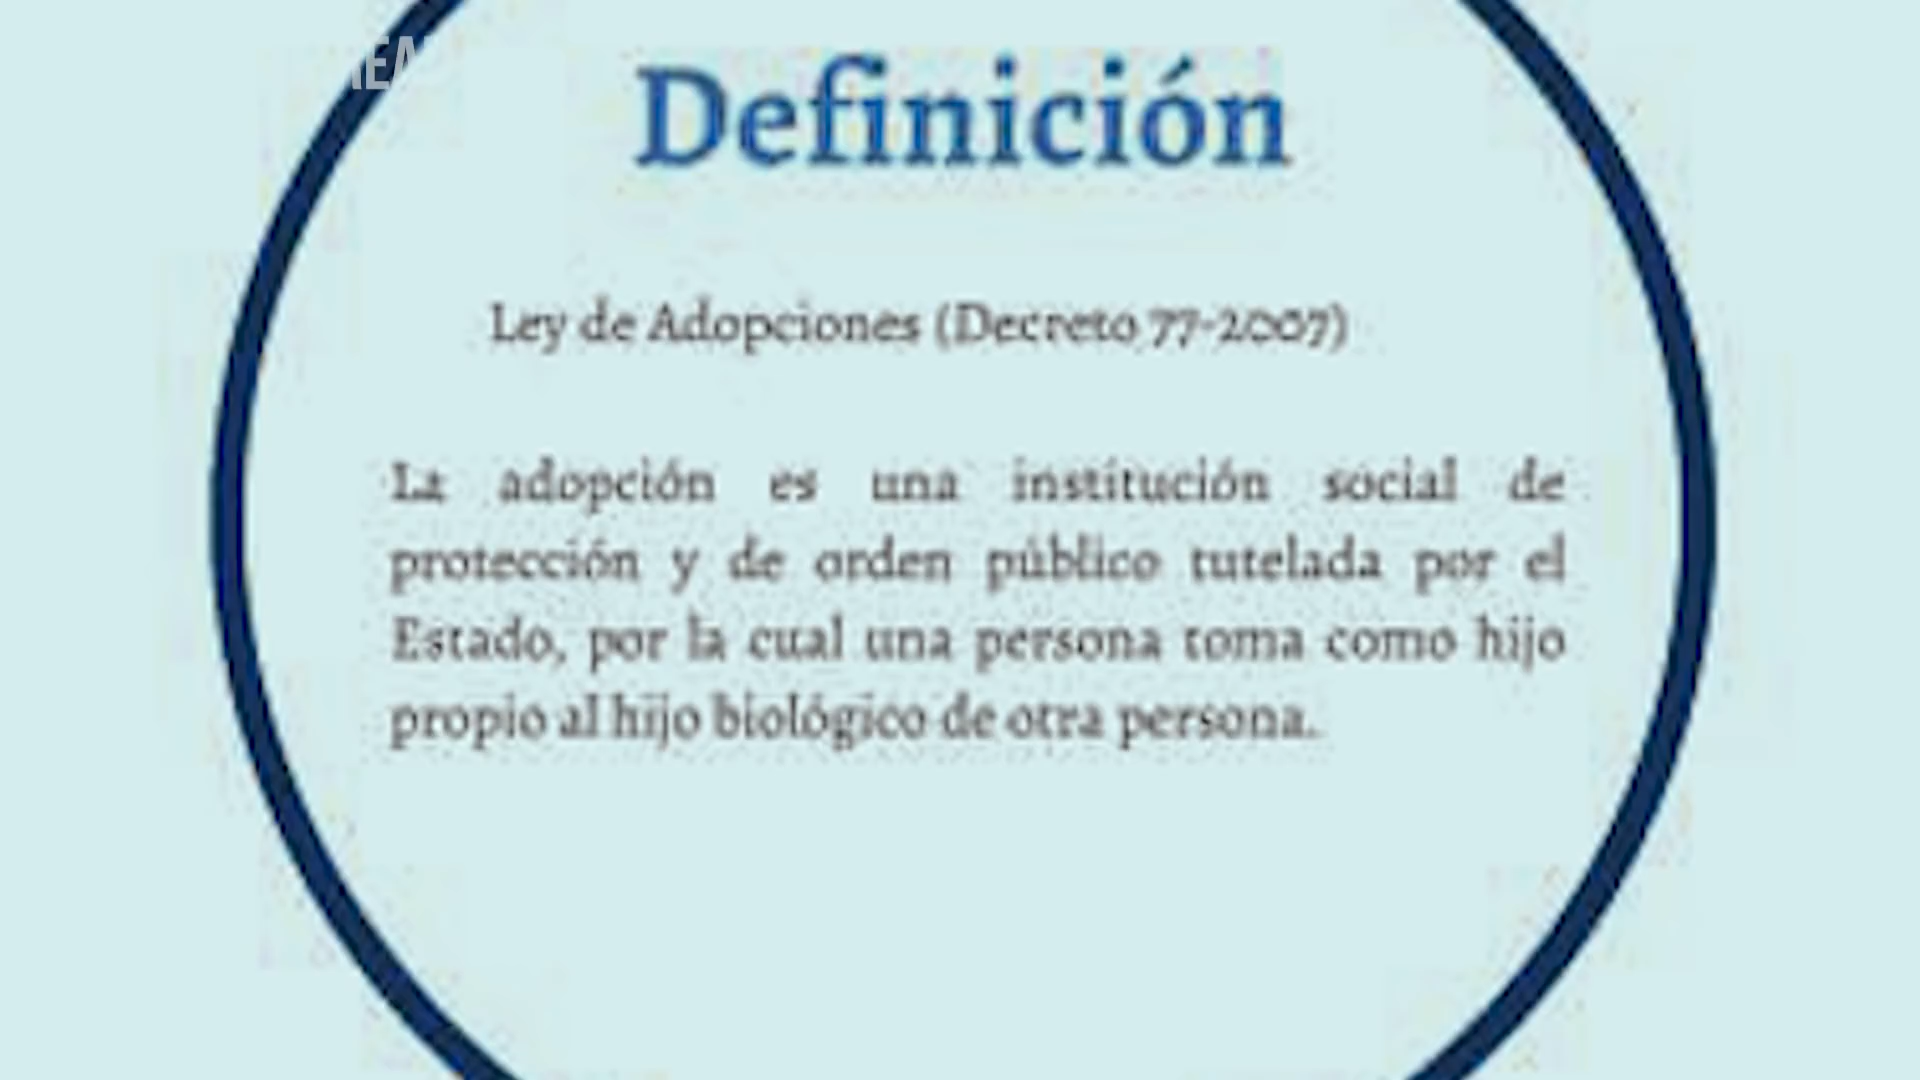 Definición
Ley de Adopciones (Decreto 77-2007)
La adopción es una institución social de
protección y de orden público tutelada por el
Estado, por la cual una persona toma como hijo
propio al hijo biológico de otra persona.